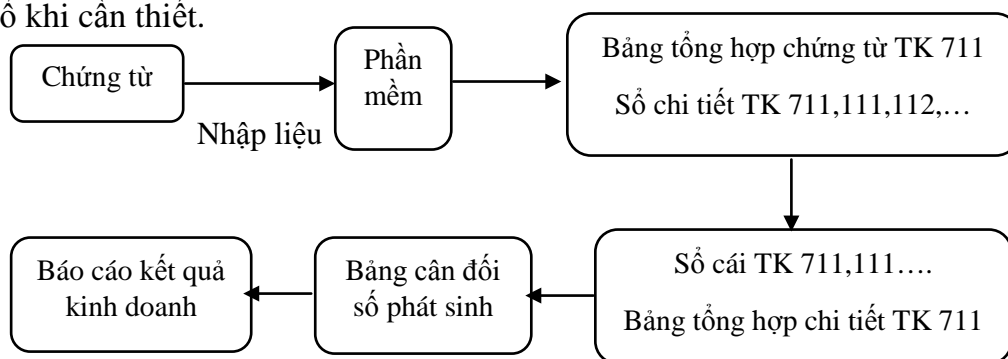 khi cần thiết.
Chứng từ
Nhập liệu
Phần
mềm
Bảng tổng hợp chứng từ TK 711
Sổ chi tiết TK 711,111,112,…
Sổ cái TK 711,111….
Bảng tổng hợp chi tiết TK 711
Bảng cân đối
số phát sinh
Báo cáo kết quả
kinh doanh